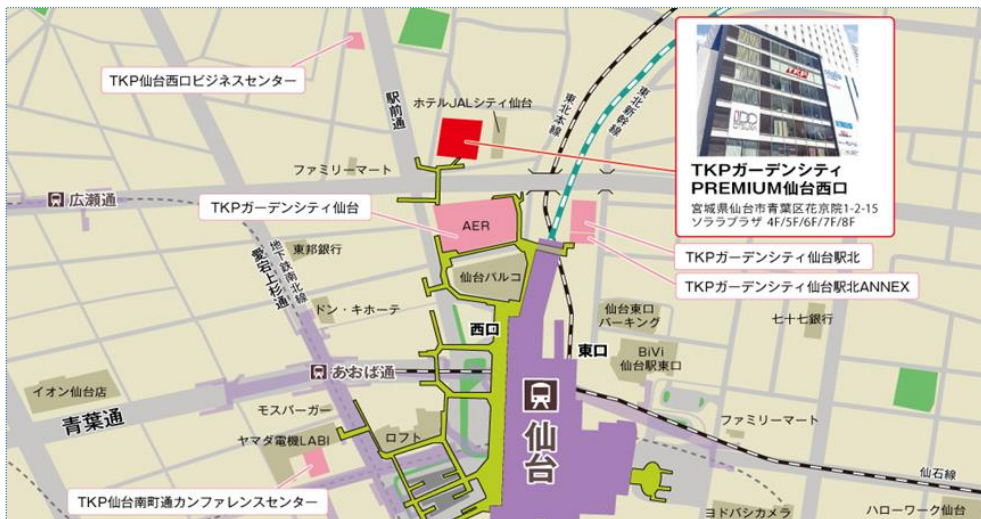 TKP仙台西口ビジネスセンター
駅前通
ホテルJALシティ仙台
東北本線
東北新幹線
TKP
TKPガーデンシティ
PREMIUM仙台西口
宮城県仙台市青葉区花京院1-2-15
ソララプラザ 4F/5F/6F/7F/8F
ファミリーマート
広瀬通
TKPガーデンシティ仙台
AER
東邦銀行
地下鉄南北線
愛宕上杉通
仙台パルコ
TKPガーデンシティ仙台駅北
TKPガーデンシティ仙台駅北ANNEX
ドン・キホーテ
西口
東口
仙台東口
パーキング
七十七銀行
BiVi
仙台駅東口
あおば通
イオン仙台店
青葉通
モスバーガー
ヤマダ電機LABI
ロフト
仙台
ファミリーマート
仙石線
TKP仙台南町通カンファレンスセンター
ヨドバシカメラ
ハローワーク仙台